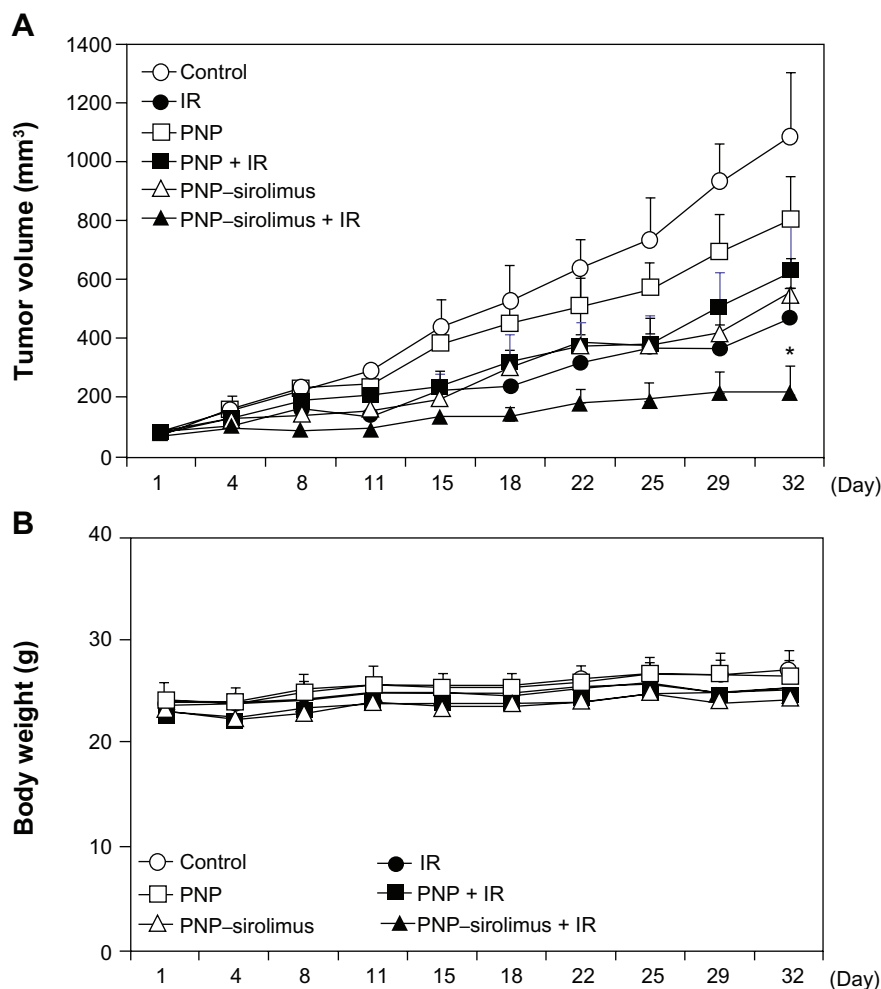 A
Tumor volume (mm³)
1400
1200
1000
800
600
400
200
0
Control
IR
PNP
PNP + IR
PNP–sirolimus
PNP–sirolimus + IR
*
1 4 8 11 15 18 22 25 29 32 (Day)
B
Body weight (g)
40
30
20
10
0
Control IR
PNP PNP + IR
PNP–sirolimus PNP–sirolimus + IR
1 4 8 11 15 18 22 25 29 32 (Day)